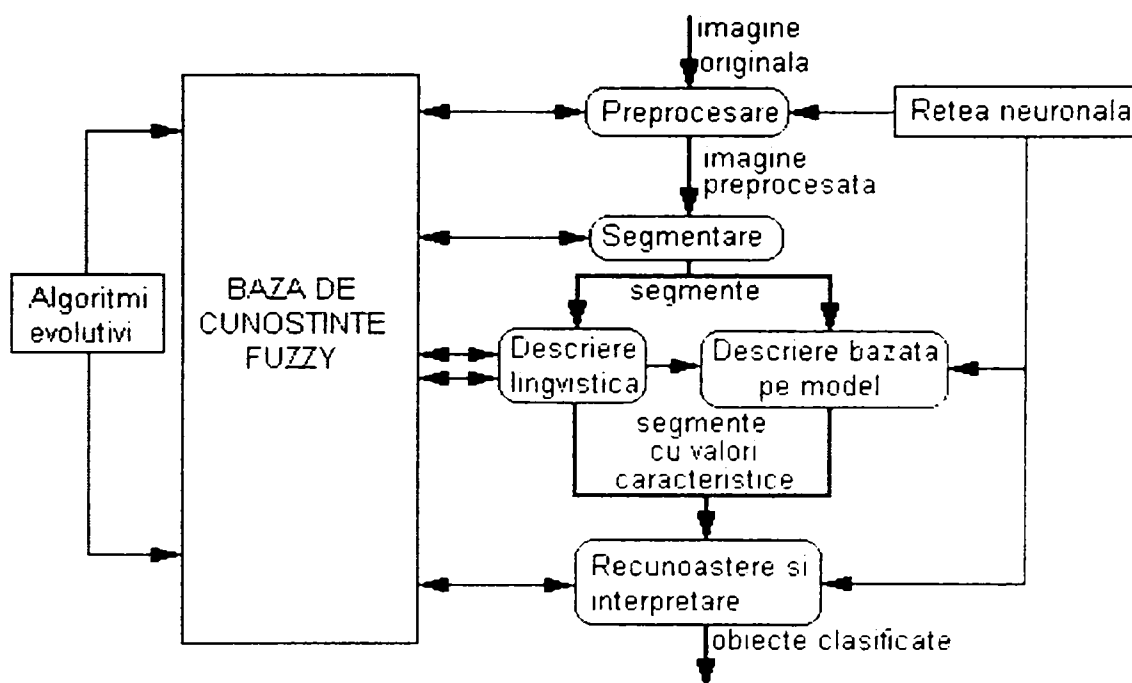 imagine
originala
Preprocesare
Retea neuronala
imagine
preprocesata
Segmentare
segmente
Algoritmi
evolutivi
BAZA DE
CUNOSTINTE
FUZZY
Descriere
lingvistica
Descriere bazata
pe model
segmente
cu valori
caracteristice
Recunoastere si
interpretare
obiecte clasificate